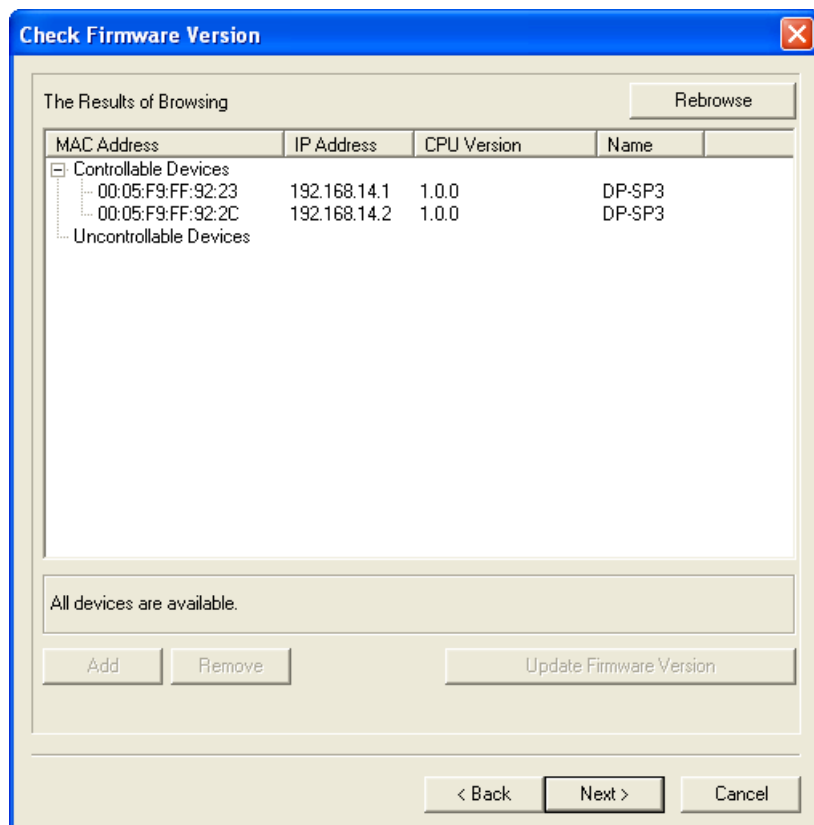 Check Firmware Version
The Results of Browsing Rebrowse
MAC Address IP Address CPU Version Name
Controllable Devices
00:05:F9:FF:92:23 192.168.14.1 1.0.0 DP-SP3
00:05:F9:FF:92:2C 192.168.14.2 1.0.0 DP-SP3
Uncontrollable Devices
All devices are available.
Add Remove Update Firmware Version
< Back Next > Cancel